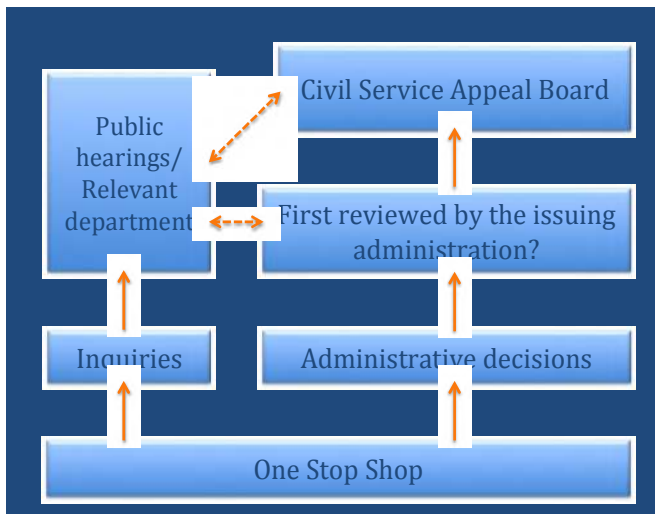 Civil Service Appeal Board
Public
hearings/
Relevant
department
First reviewed by the issuing
administration?
Inquiries
Administrative decisions
One Stop Shop